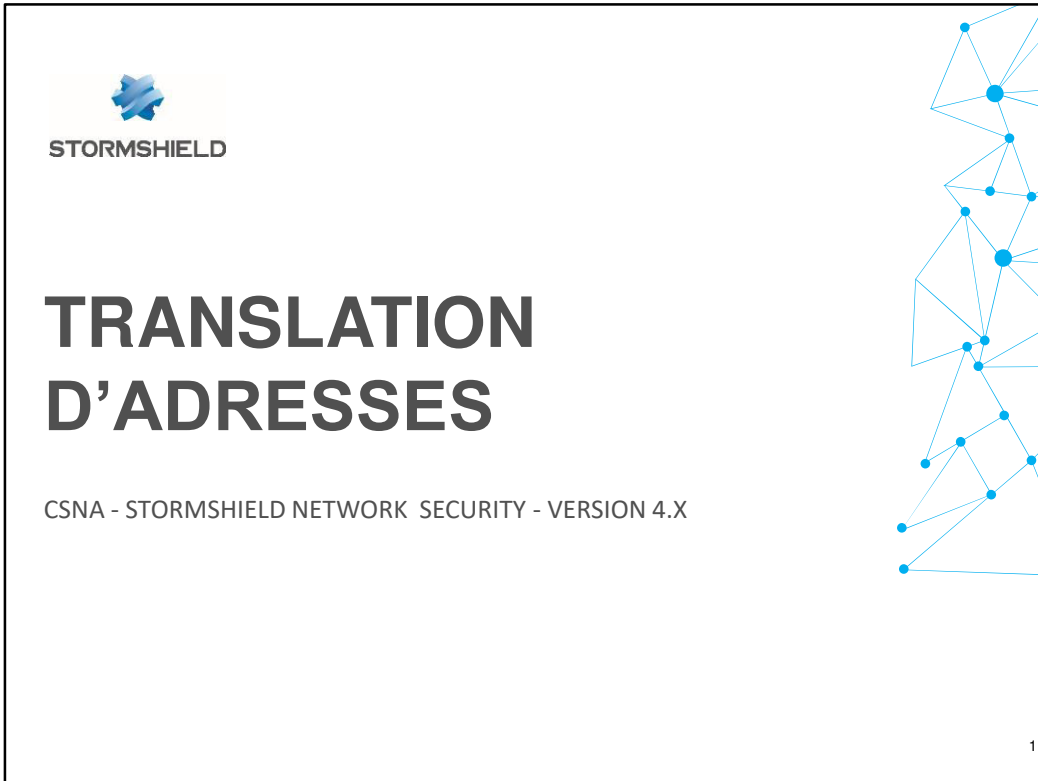 STORMSHIELD
TRANSLATION
D’ADRESSES
CSNA - STORMSHIELD NETWORK SECURITY - VERSION 4.X
1